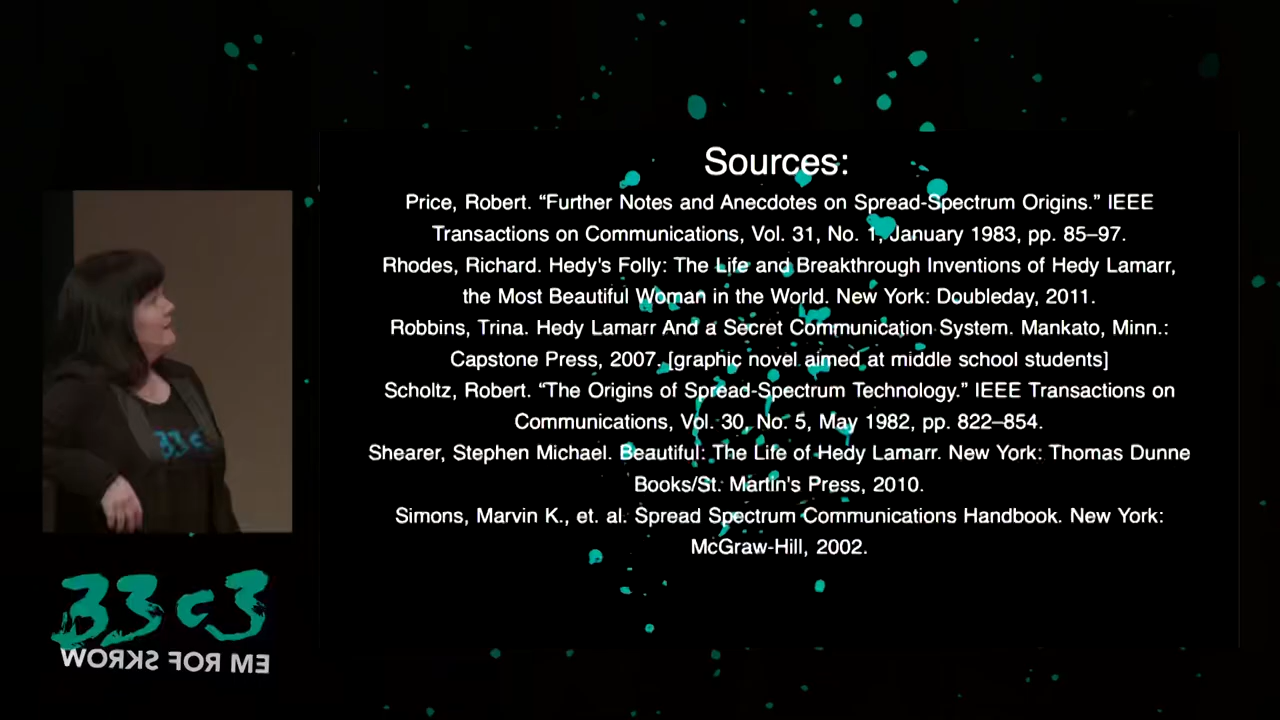 Sources:
Price, Robert. “Further Notes and Anecdotes on Spread-Spectrum Origins.” IEEE
Transactions on Communications, Vol. 31, No. 1, January 1983, pp. 85–97.
Rhodes, Richard. Hedy's Folly: The Life and Breakthrough Inventions of Hedy Lamarr,
the Most Beautiful Woman in the World. New York: Doubleday, 2011.
Robbins, Trina. Hedy Lamarr And a Secret Communication System. Mankato, Minn.:
Capstone Press, 2007. [graphic novel aimed at middle school students]
Scholtz, Robert. “The Origins of Spread-Spectrum Technology.” IEEE Transactions on
Communications, Vol. 30, No. 5, May 1982, pp. 822–854.
Shearer, Stephen Michael. Beautiful: The Life of Hedy Lamarr. New York: Thomas Dunne
Books/St. Martin's Press, 2010.
Simons, Marvin K., et. al. Spread Spectrum Communications Handbook. New York:
McGraw-Hill, 2002.
33c3
33c3
WORKS FOR ME